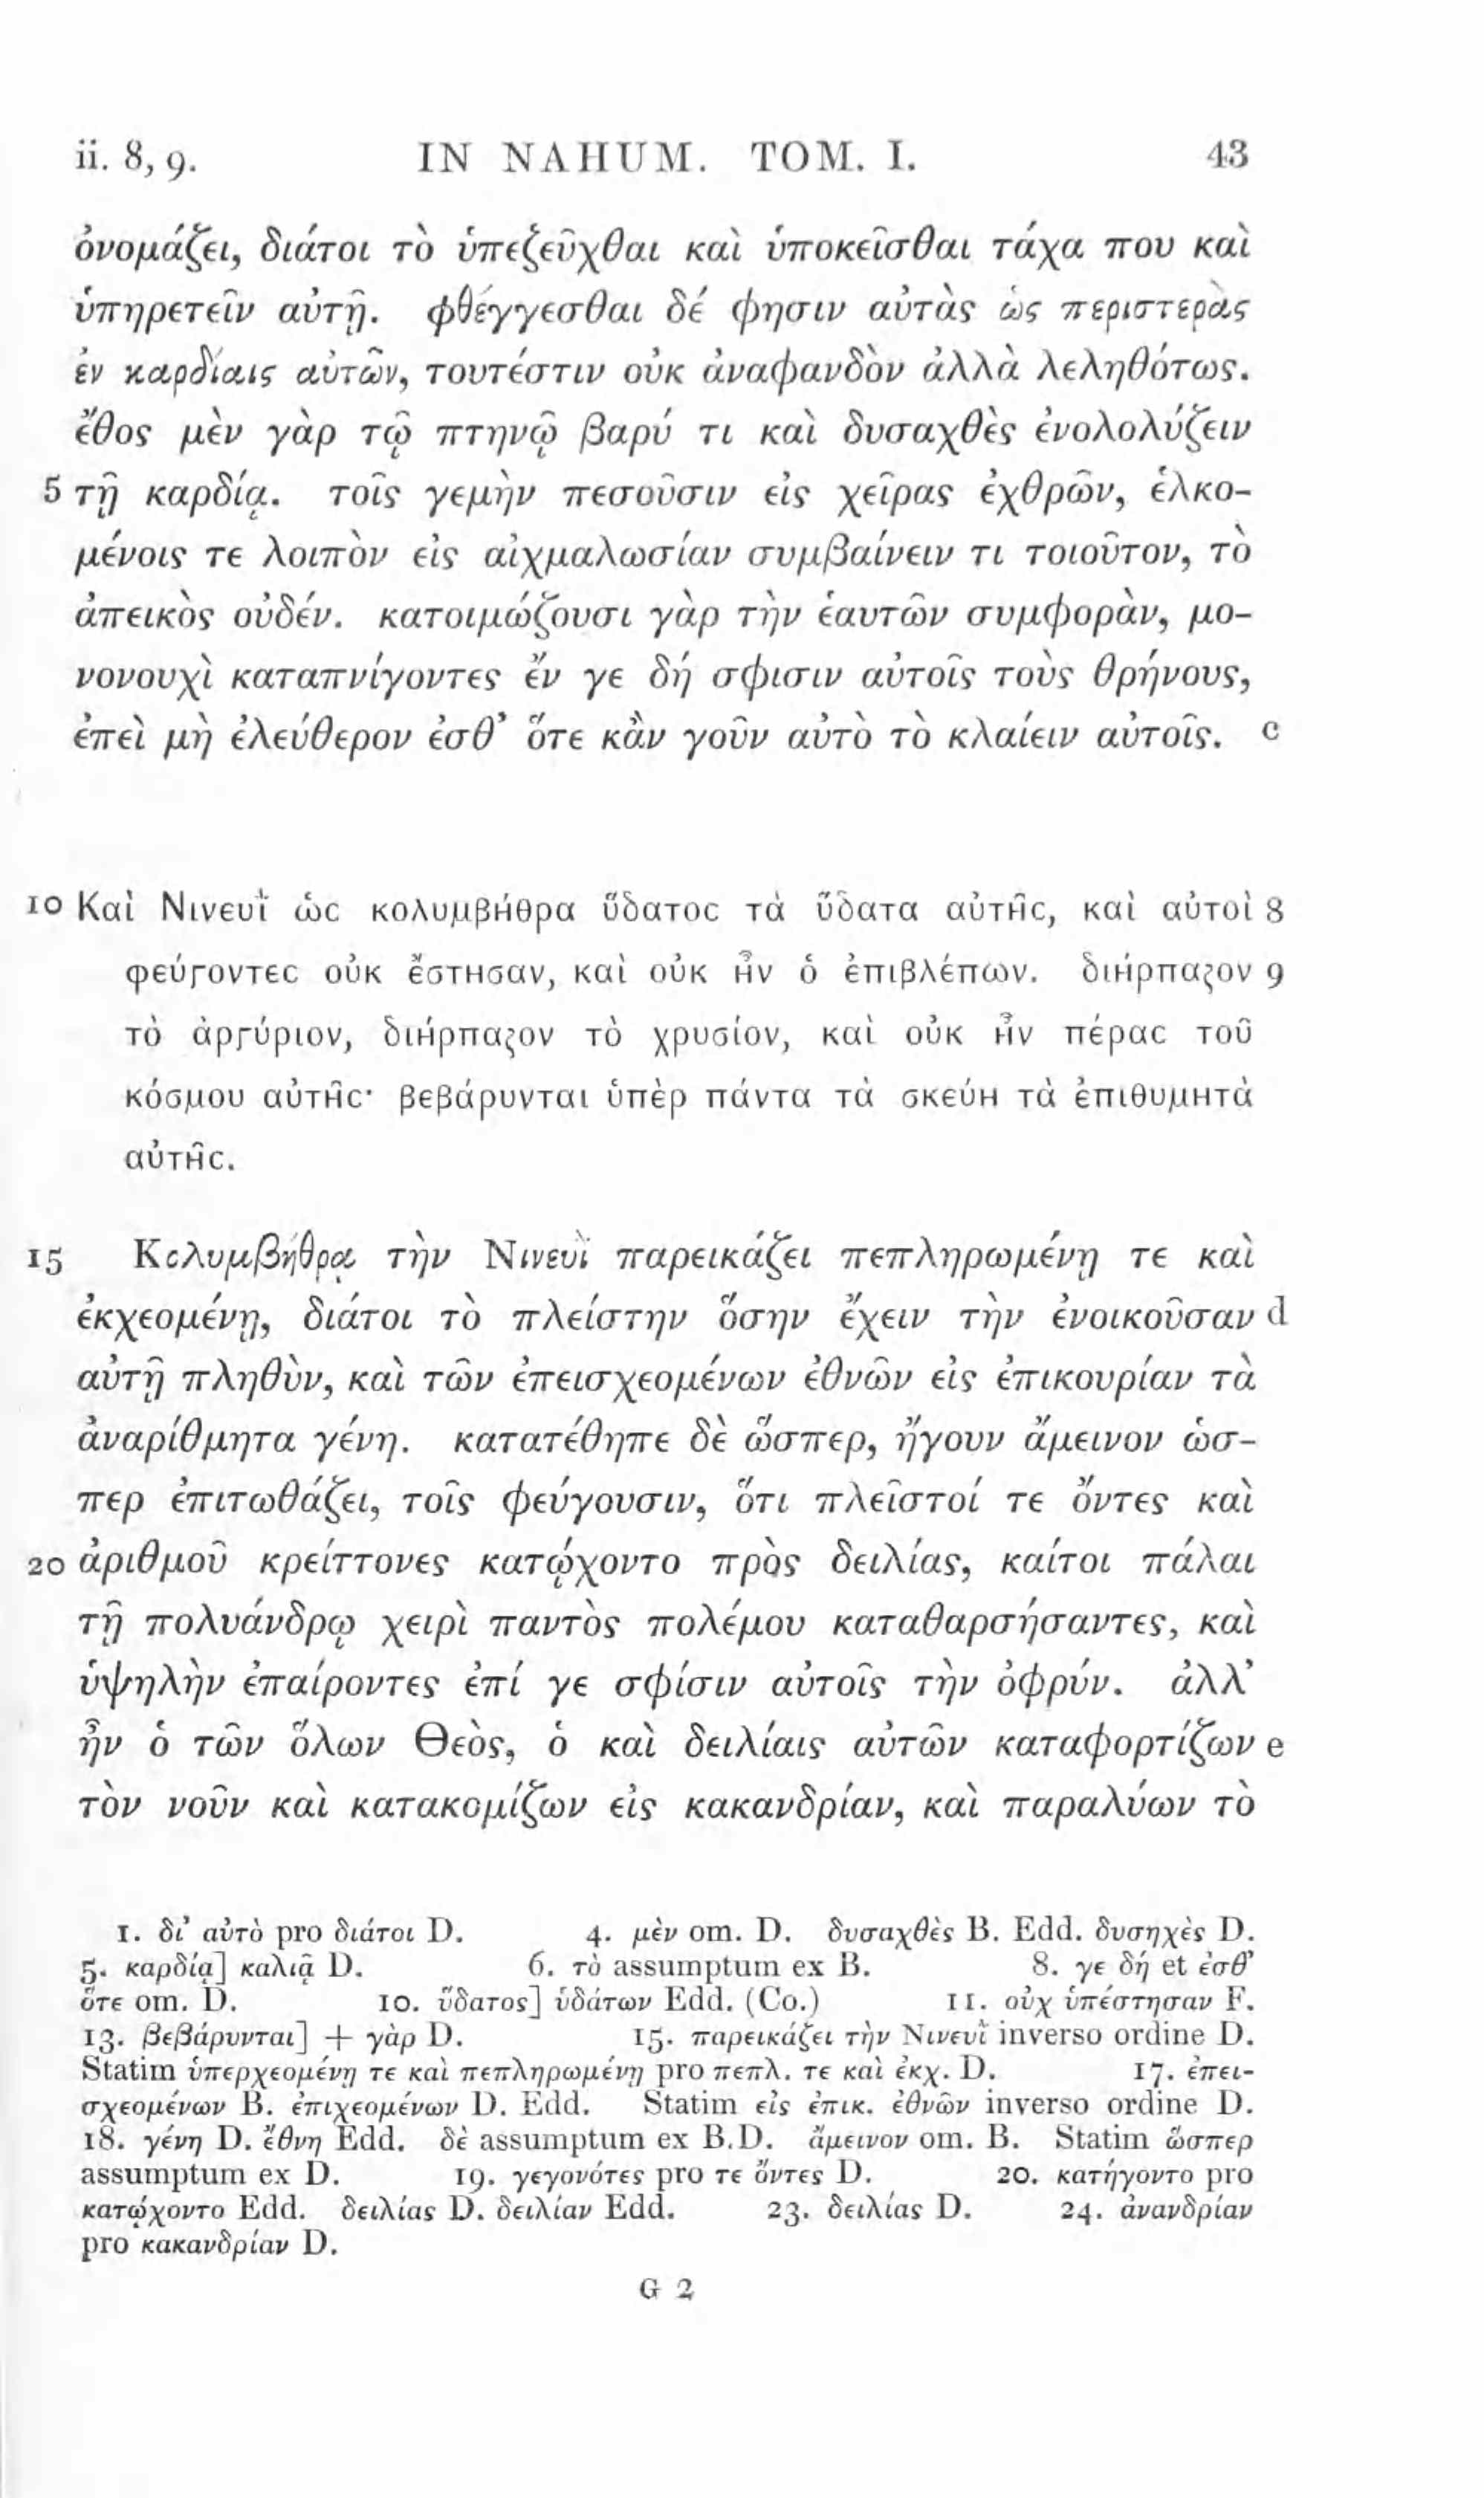 ii. 8, 9. IN NAHUM. TOM. I. 43
ὀνομάζει, διάτοι τὸ ὑπεζεῦχθαι καὶ ὑποκεῖσθαι τάχα που καὶ
ὑπηρετεῖν αὐτῇ. φθέγγεσθαι δέ φησιν αὐτὰς ὡς περιστερὰς
ἐν καρδίαις αὐτῶν, τουτέστιν οὐκ ἀναφανδὸν ἀλλὰ λεληθότως.
ἔθος μὲν γὰρ τῷ πτηνῷ βαρύ τι καὶ δυσαχθὲς ἐνολολύζειν
5 τῇ καρδίᾳ. τοῖς γεμὴν πεσοῦσιν εἰς χεῖρας ἐχθρῶν, ἑλκο-
μένοις τε λοιπὸν εἰς αἰχμαλωσίαν συμβαίνειν τι τοιοῦτον, τὸ
ἀπεικὸς οὐδέν. κατοιμώζουσι γὰρ τὴν ἑαυτῶν συμφορὰν, μο-
νονουχὶ καταπνίγοντες ἔν γε δή σφισιν αὐτοῖς τοὺς θρήνους,
ἐπεὶ μὴ ἐλεύθερον ἐσθ’ ὅτε κἂν γοῦν αὐτὸ τὸ κλαίειν αὐτοῖς. c
10 Καὶ Νινευῒ ὡς κολυμβήθρα ὕδατος τὰ ὕδατα αὐτῆς, καὶ αὐτοὶ 8
φεύγοντες οὐκ ἔστησαν, καὶ οὐκ ἦν ὁ ἐπιβλέπων. διήρπαζον 9
τὸ ἀργύριον, διήρπαζον τὸ χρυσίον, καὶ οὐκ ἦν πέρας τοῦ
κόσμου αὐτῆς· βεβάρυνται ὑπὲρ πάντα τὰ σκεύη τὰ ἐπιθυμητὰ
αὐτῆς.
15 Κολυμβήθρᾳ τὴν Νινευῒ παρεικάζει πεπληρωμένῃ τε καὶ
ἐκχεομένῃ, διάτοι τὸ πλείστην ὅσην ἔχειν τὴν ἐνοικοῦσαν d
αὐτῇ πληθὺν, καὶ τῶν ἐπεισχεομένων ἐθνῶν εἰς ἐπικουρίαν τὰ
ἀναρίθμητα γένη. κατατέθηπε δὲ ὥσπερ, ἤγουν ἄμεινον ὡσ-
περ ἐπιτωθάζει, τοῖς φεύγουσιν, ὅτι πλεῖστοί τε ὄντες καὶ
20 ἀριθμοῦ κρείττονες κατῴχοντο πρὸς δειλίας, καίτοι πάλαι
τῇ πολυάνδρῳ χειρὶ παντὸς πολέμου καταθαρσήσαντες, καὶ
ὑψηλὴν ἐπαίροντες ἐπί γε σφίσιν αὐτοῖς τὴν ὀφρύν. ἀλλ’
ἦν ὁ τῶν ὅλων Θεὸς, ὁ καὶ δειλίαις αὐτῶν καταφορτίζων e
τὸν νοῦν καὶ κατακομίζων εἰς κακανδρίαν, καὶ παραλύων τὸ
1. δι’ αὐτὸ pro διάτοι D. 4. μὲν om. D. δυσαχθὲς B. Edd. δυσηχὲς D.
5. καρδίᾳ] καλιᾷ D. 6. τὸ assumptum ex B. 8. γε δή et ἐσθ’
ὅτε om. D. 10. ὕδατος] ὑδάτων Edd. (Co.) 11. οὐχ ὑπέστησαν F.
13. βεβάρυνται] + γὰρ D. 15. παρεικάζει τὴν Νινευῒ inverso ordine D.
Statim ὑπερχεομένῃ τε καὶ πεπληρωμένῃ pro πεπλ. τε καὶ ἐκχ. D. 17. ἐπει-
σχεομένων B. ἐπιχεομένων D. Edd. Statim εἰς ἐπικ. ἐθνῶν inverso ordine D.
18. γένη D. ἔθνη Edd. δὲ assumptum ex B.D. ἄμεινον om. B. Statim ὥσπερ
assumptum ex D. 19. γεγονότες pro τε ὄντες D. 20. κατήγοντο pro
κατῴχοντο Edd. δειλίας D. δειλίαν Edd. 23. δειλίας D. 24. ἀνανδρίαν
pro κακανδρίαν D.
G 2